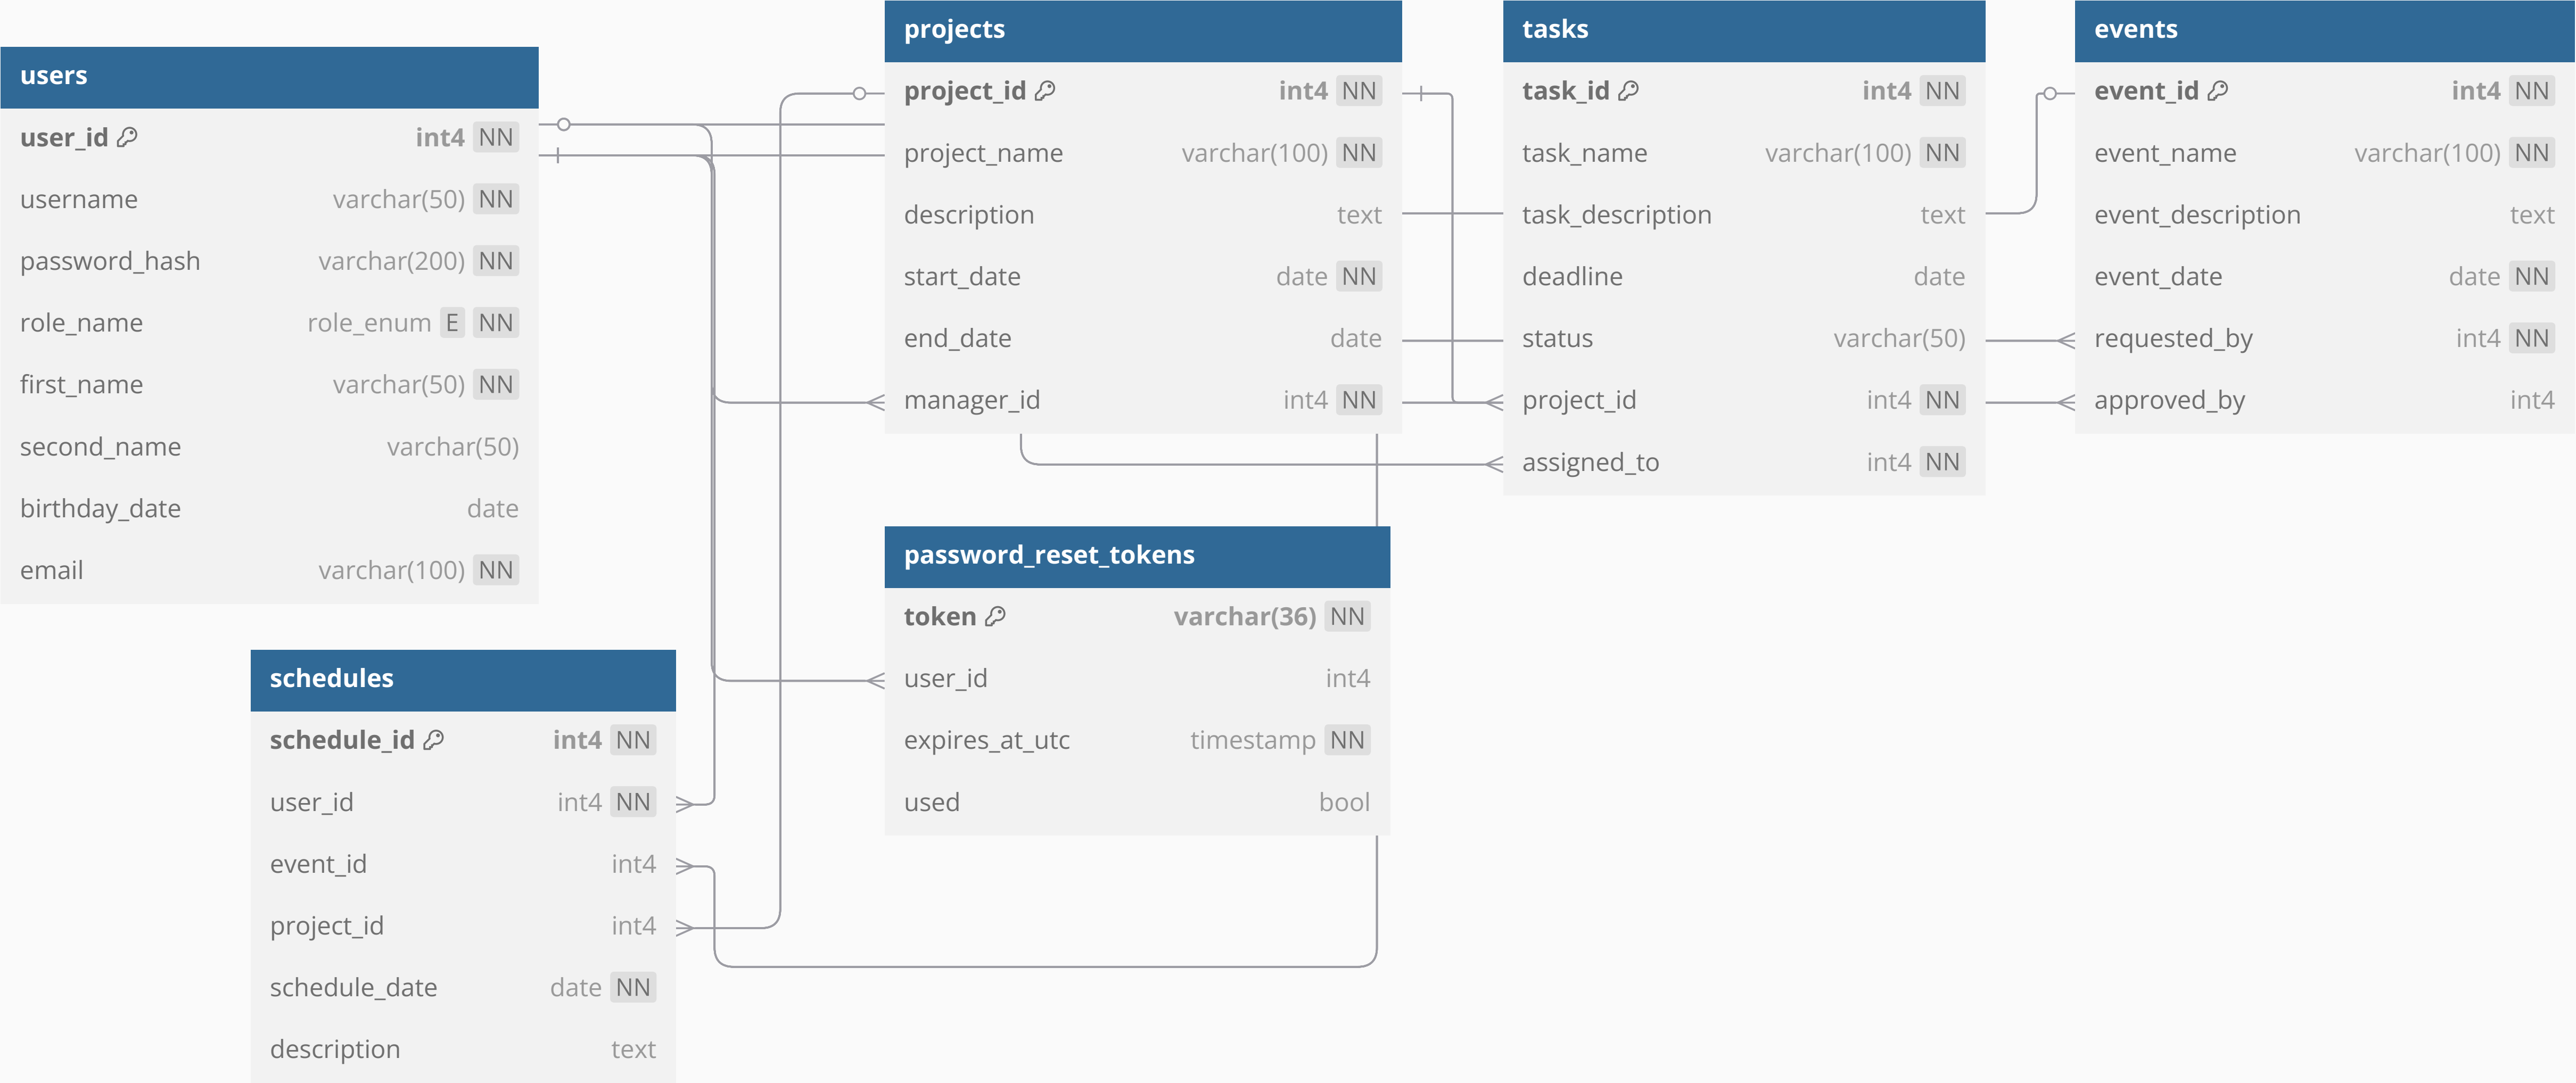 users
user_id int4 NN
username varchar(50) NN
password_hash varchar(200) NN
role_name role_enum E NN
first_name varchar(50) NN
second_name varchar(50)
birthday_date date
email varchar(100) NN
projects
project_id int4 NN
project_name varchar(100) NN
description text
start_date date NN
end_date date
manager_id int4 NN
tasks
task_id int4 NN
task_name varchar(100) NN
task_description text
deadline date
status varchar(50)
project_id int4 NN
assigned_to int4 NN
events
event_id int4 NN
event_name varchar(100) NN
event_description text
event_date date NN
requested_by int4 NN
approved_by int4
password_reset_tokens
token varchar(36) NN
user_id int4
expires_at_utc timestamp NN
used bool
schedules
schedule_id int4 NN
user_id int4 NN
event_id int4
project_id int4
schedule_date date NN
description text